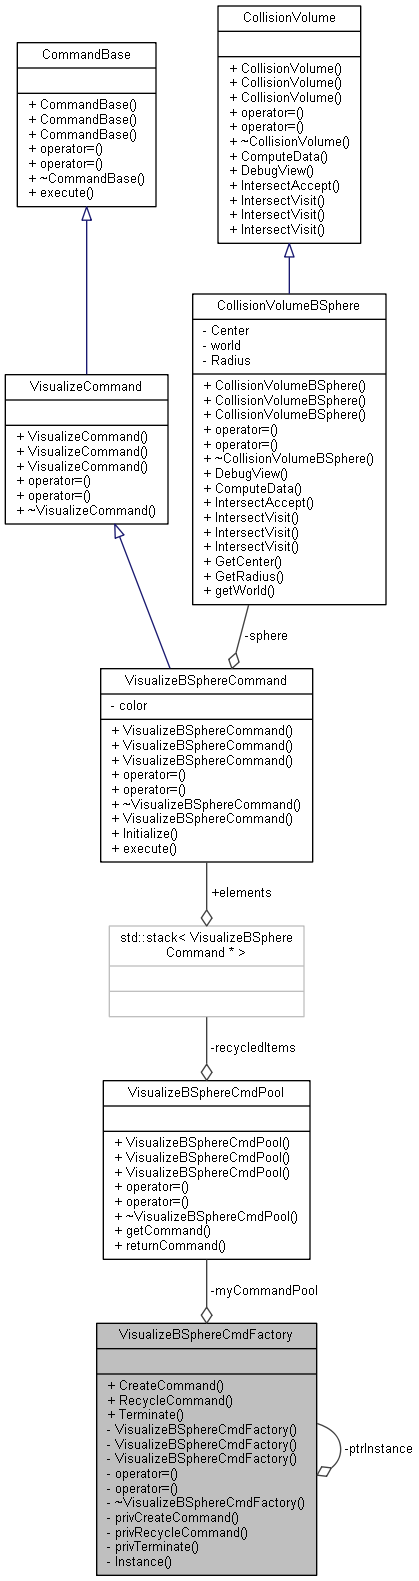 CollisionVolume
+ CollisionVolume()
+ CollisionVolume()
+ CollisionVolume()
+ operator=()
+ operator=()
+ ~CollisionVolume()
+ ComputeData()
+ DebugView()
+ IntersectAccept()
+ IntersectVisit()
+ IntersectVisit()
+ IntersectVisit()
CommandBase
+ CommandBase()
+ CommandBase()
+ CommandBase()
+ operator=()
+ operator=()
+ ~CommandBase()
+ execute()
CollisionVolumeBSphere
- Center
- world
- Radius
+ CollisionVolumeBSphere()
+ CollisionVolumeBSphere()
+ CollisionVolumeBSphere()
+ operator=()
+ operator=()
+ ~CollisionVolumeBSphere()
+ DebugView()
+ ComputeData()
+ IntersectAccept()
+ IntersectVisit()
+ IntersectVisit()
+ IntersectVisit()
+ GetCenter()
+ GetRadius()
+ getWorld()
VisualizeCommand
+ VisualizeCommand()
+ VisualizeCommand()
+ VisualizeCommand()
+ operator=()
+ operator=()
+ ~VisualizeCommand()
-sphere
VisualizeBSphereCommand
- color
+ VisualizeBSphereCommand()
+ VisualizeBSphereCommand()
+ VisualizeBSphereCommand()
+ operator=()
+ operator=()
+ ~VisualizeBSphereCommand()
+ VisualizeBSphereCommand()
+ Initialize()
+ execute()
+elements
std::stack< VisualizeBSphere
Command * >
-recycledItems
VisualizeBSphereCmdPool
+ VisualizeBSphereCmdPool()
+ VisualizeBSphereCmdPool()
+ VisualizeBSphereCmdPool()
+ operator=()
+ operator=()
+ ~VisualizeBSphereCmdPool()
+ getCommand()
+ returnCommand()
-myCommandPool
VisualizeBSphereCmdFactory
+ CreateCommand()
+ RecycleCommand()
+ Terminate()
- VisualizeBSphereCmdFactory()
- VisualizeBSphereCmdFactory()
- VisualizeBSphereCmdFactory()
- operator=()
- operator=()
- ~VisualizeBSphereCmdFactory()
- privCreateCommand()
- privRecycleCommand()
- privTerminate()
- Instance()
-ptrInstance